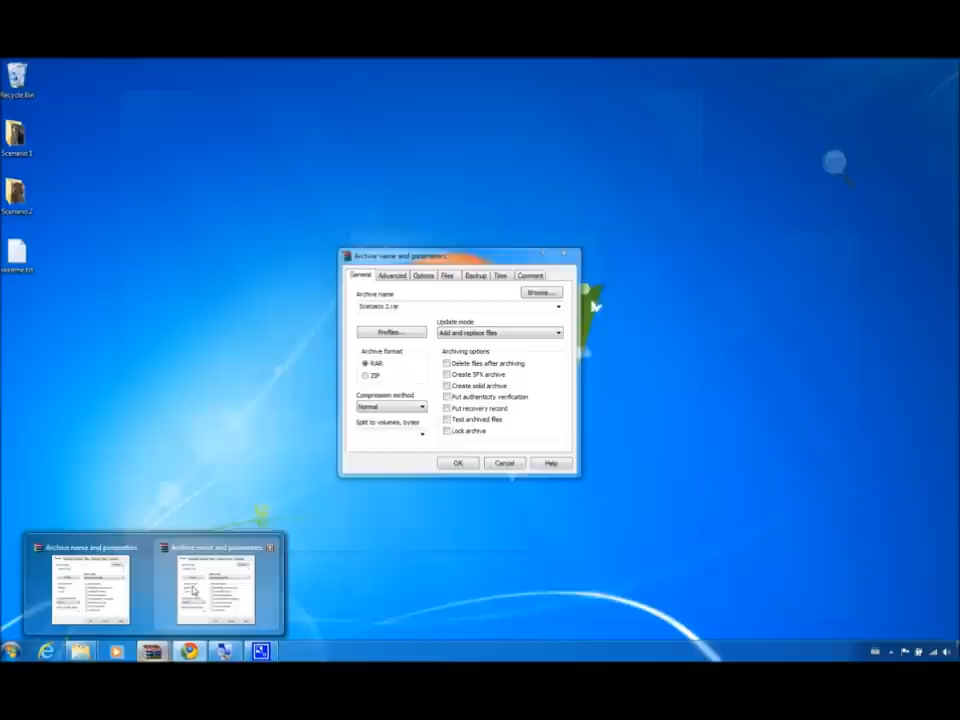 Recycle Bin
Scenario 1
Scenario 2
readme.txt
Archive name and parameters
General Advanced Options Files Backup Time Comment
Archive name
Browse...
Scenario 2.rar
Update mode
Profiles...
Add and replace files
Archive format
RAR
ZIP
Compression method
Normal
Split to volumes, bytes
Archiving options
Delete files after archiving
Create SFX archive
Create solid archive
Put authenticity verification
Put recovery record
Test archived files
Lock archive
OK Cancel Help
Archive name and parameters
Archive name and parameters